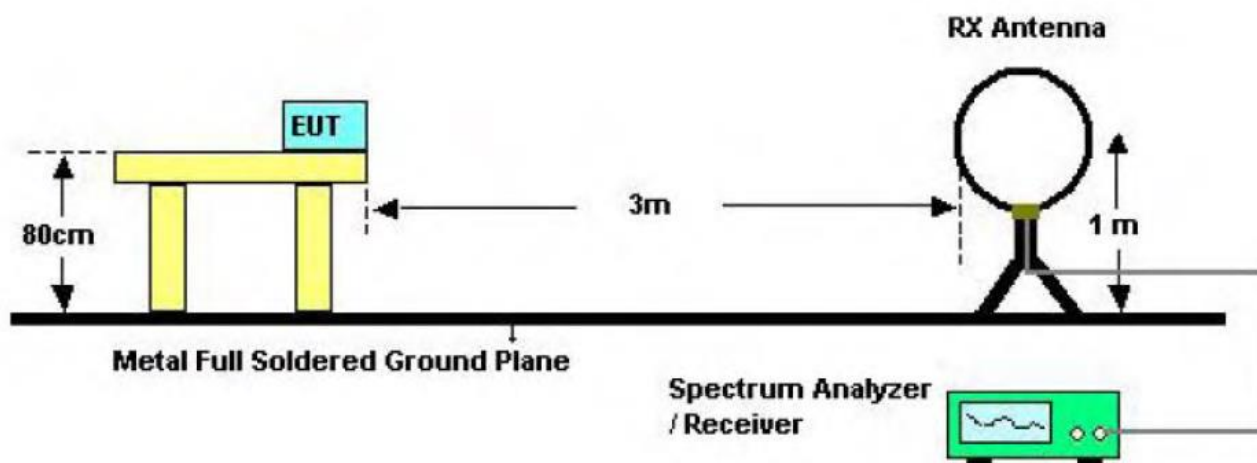 RX Antenna
EUT
80cm
3m
1 m
Metal Full Soldered Ground Plane
Spectrum Analyzer
/ Receiver